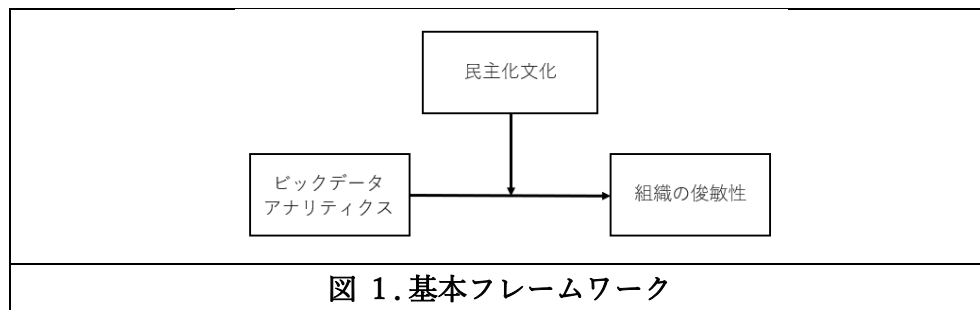 民主化文化
ビックデータ
アナリティクス
組織の俊敏性
図 1.基本フレームワーク